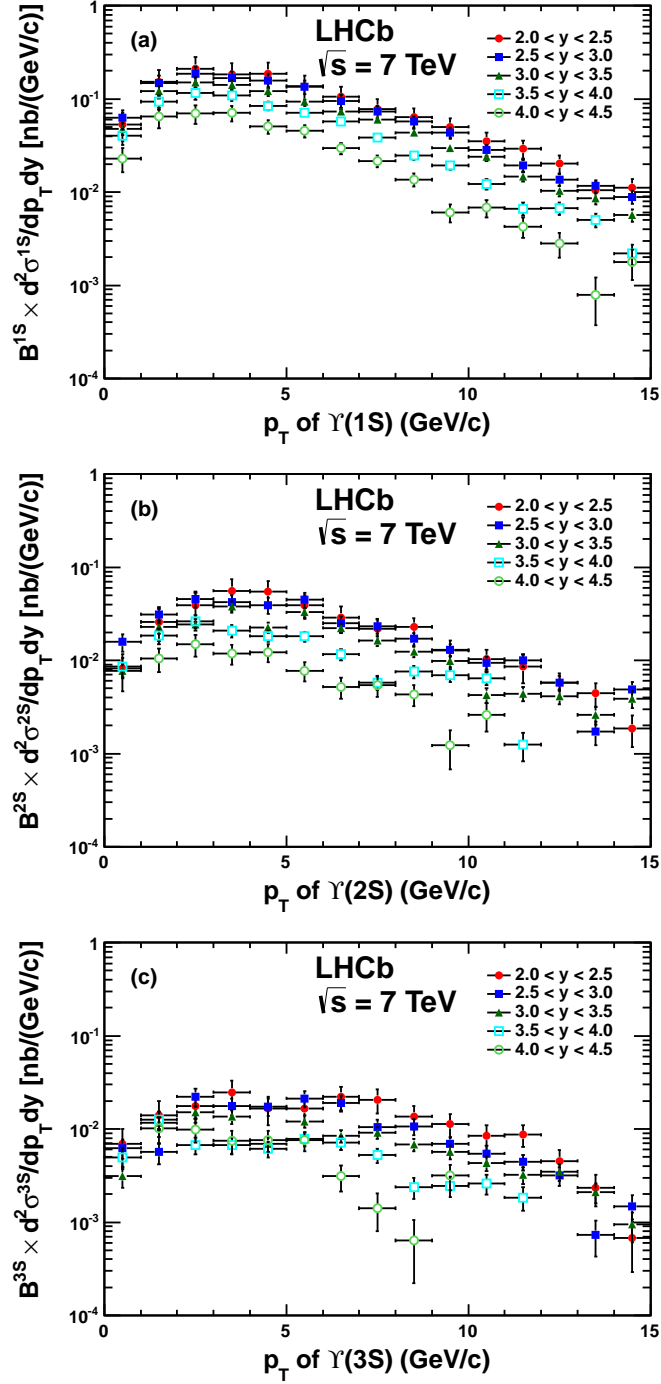 (a)
LHCb
√s = 7 TeV
2.0 < y < 2.5
2.5 < y < 3.0
3.0 < y < 3.5
3.5 < y < 4.0
4.0 < y < 4.5
B^1S × d²σ^1S/dp_T dy [nb/(GeV/c)]
1
10^-1
10^-2
10^-3
10^-4
0 5 10 15
p_T of ϒ(1S) (GeV/c)
(b)
LHCb
√s = 7 TeV
2.0 < y < 2.5
2.5 < y < 3.0
3.0 < y < 3.5
3.5 < y < 4.0
4.0 < y < 4.5
B^2S × d²σ^2S/dp_T dy [nb/(GeV/c)]
1
10^-1
10^-2
10^-3
10^-4
0 5 10 15
p_T of ϒ(2S) (GeV/c)
(c)
LHCb
√s = 7 TeV
2.0 < y < 2.5
2.5 < y < 3.0
3.0 < y < 3.5
3.5 < y < 4.0
4.0 < y < 4.5
B^3S × d²σ^3S/dp_T dy [nb/(GeV/c)]
1
10^-1
10^-2
10^-3
10^-4
0 5 10 15
p_T of ϒ(3S) (GeV/c)